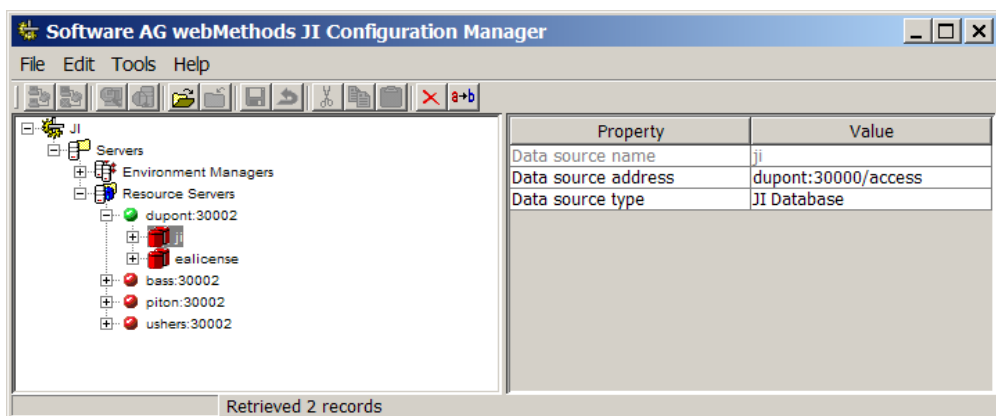 Software AG webMethods JI Configuration Manager
File Edit Tools Help
a→b
JI
Servers
Environment Managers
Resource Servers
dupont:30002
ji
ealicense
bass:30002
piton:30002
ushers:30002
Property Value
Data source name ji
Data source address dupont:30000/access
Data source type JI Database
Retrieved 2 records